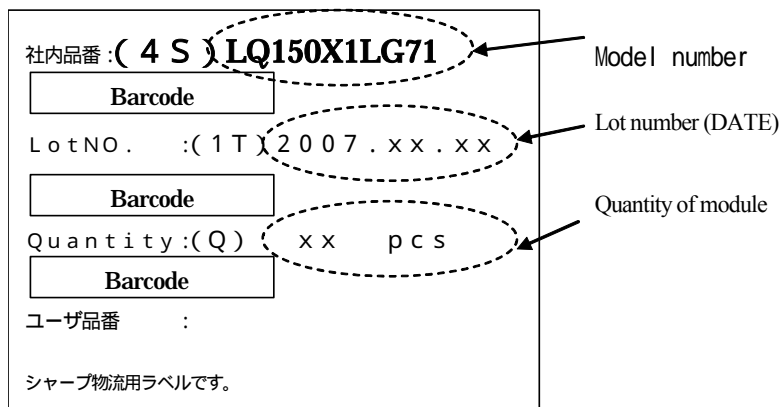 社内品番 :(４Ｓ) LQ150X1LG71
Model number
Barcode
ＬｏｔＮＯ． :(１Ｔ) ２００７．ｘｘ．ｘｘ
Lot number (DATE)
Barcode
Quantity of module
Ｑｕａｎｔｉｔｙ:(Ｑ) ｘｘ ｐｃｓ
Barcode
ユーザ品番 :
シャープ物流用ラベルです。